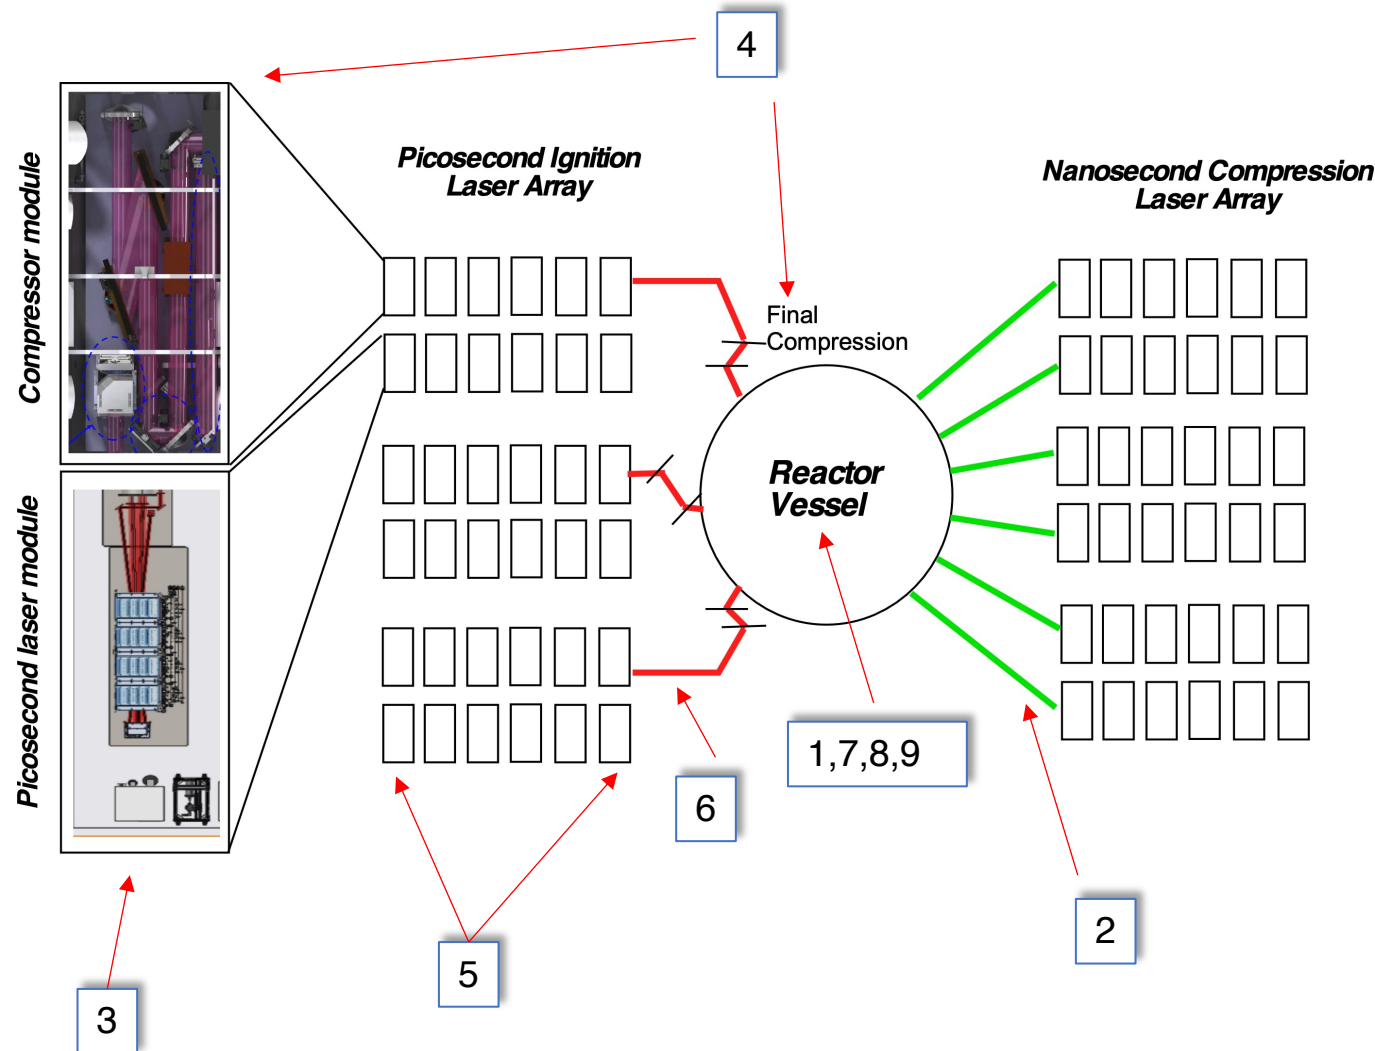 4
Picosecond Ignition
Laser Array
Nanosecond Compression
Laser Array
Compressor module
Final
Compression
Reactor
Vessel
Picosecond laser module
1,7,8,9
6
2
5
3